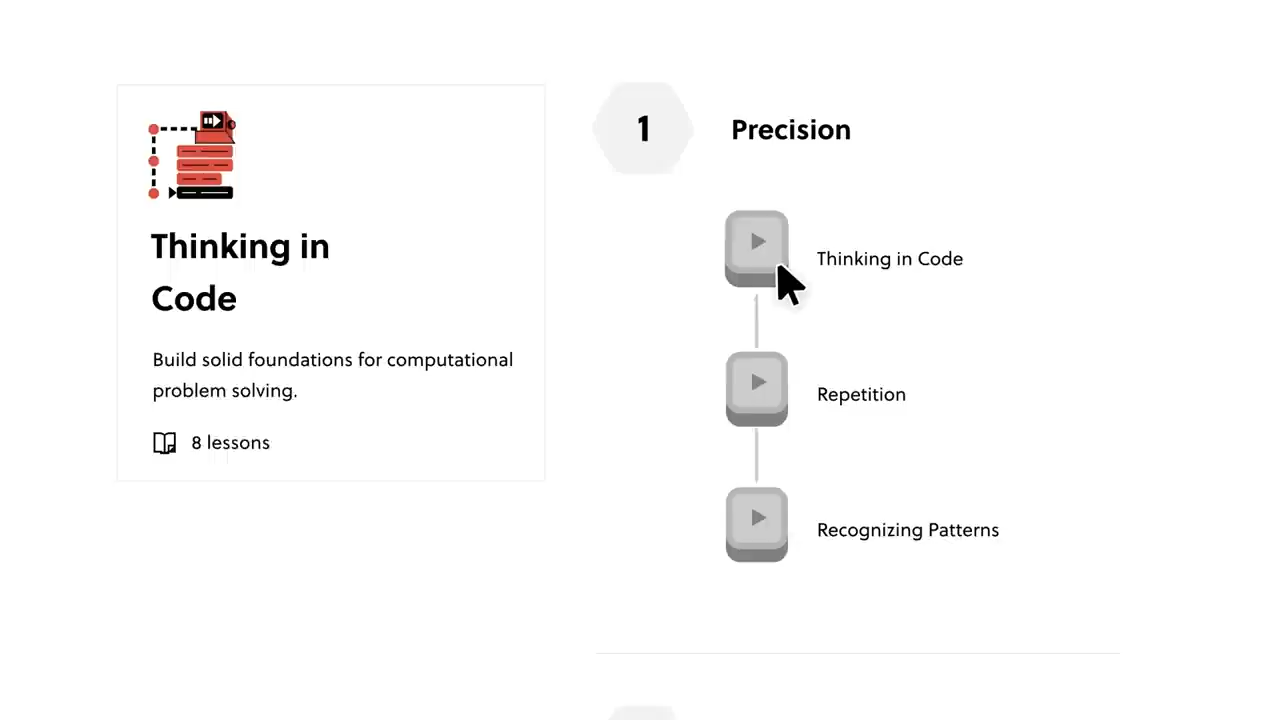 Thinking in
Code
Build solid foundations for computational
problem solving.
8 lessons
1
Precision
Thinking in Code
Repetition
Recognizing Patterns